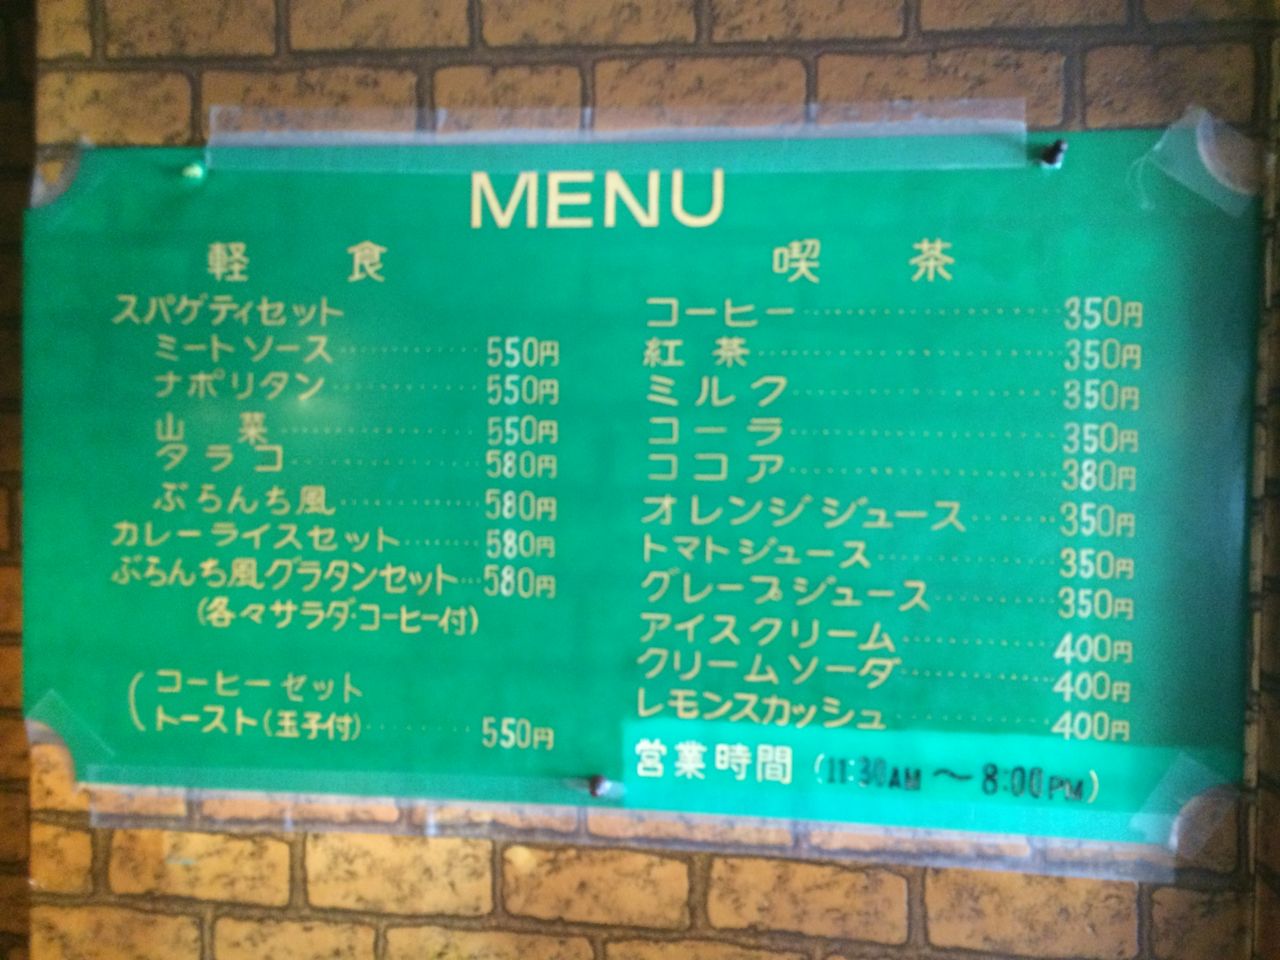 MENU
軽食
スパゲティセット
ミートソース 550円
ナポリタン 550円
山菜 550円
タラコ 580円
ぶらんち風 580円
カレーライスセット 580円
ぶらんち風グラタンセット 580円
(各々サラダ・コーヒー付)
コーヒーセット
トースト(玉子付) 550円
喫茶
コーヒー 350円
紅茶 350円
ミルク 350円
コーラ 350円
ココア 380円
オレンジジュース 350円
トマトジュース 350円
グレープジュース 350円
アイスクリーム 400円
クリームソーダ 400円
レモンスカッシュ 400円
営業時間 (11:30AM〜8:00PM)